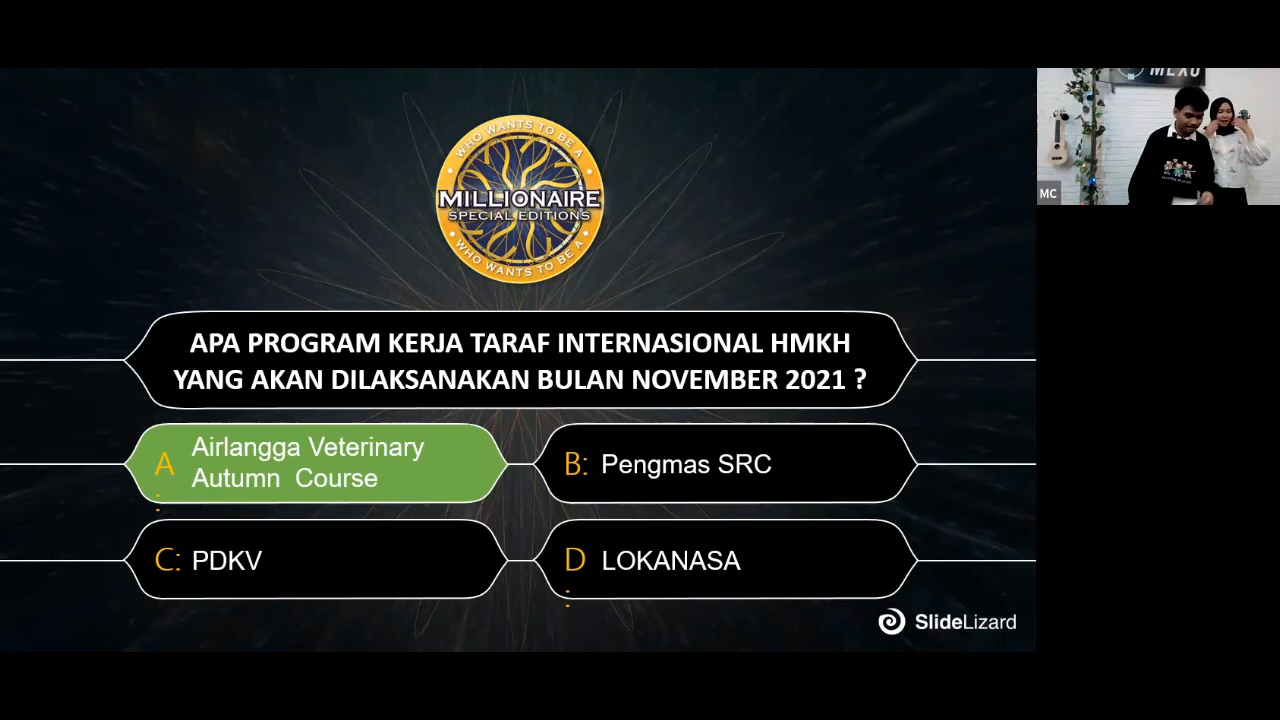 WHO WANTS TO BE A
MILLIONAIRE
SPECIAL EDITIONS
WHO WANTS TO BE A
APA PROGRAM KERJA TARAF INTERNASIONAL HMKH
YANG AKAN DILAKSANAKAN BULAN NOVEMBER 2021 ?
A: Airlangga Veterinary
Autumn Course
B: Pengmas SRC
C: PDKV
D: LOKANASA
SlideLizard
MC